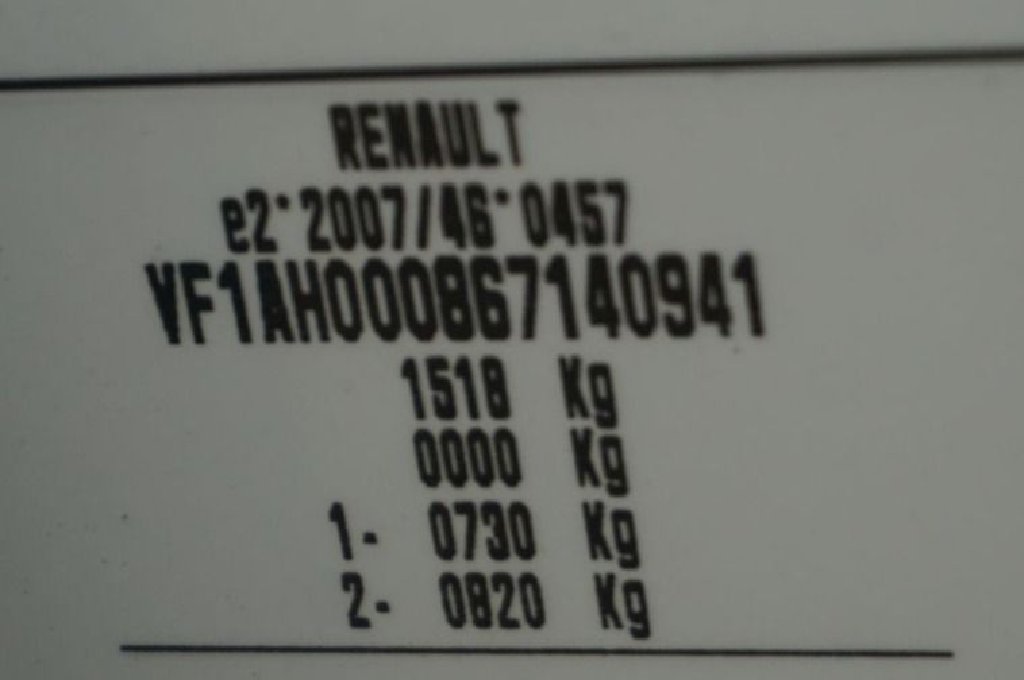 RENAULT
e2*2007/46*0457
VF1AH000867140941
1518 Kg
0000 Kg
1- 0730 Kg
2- 0820 Kg